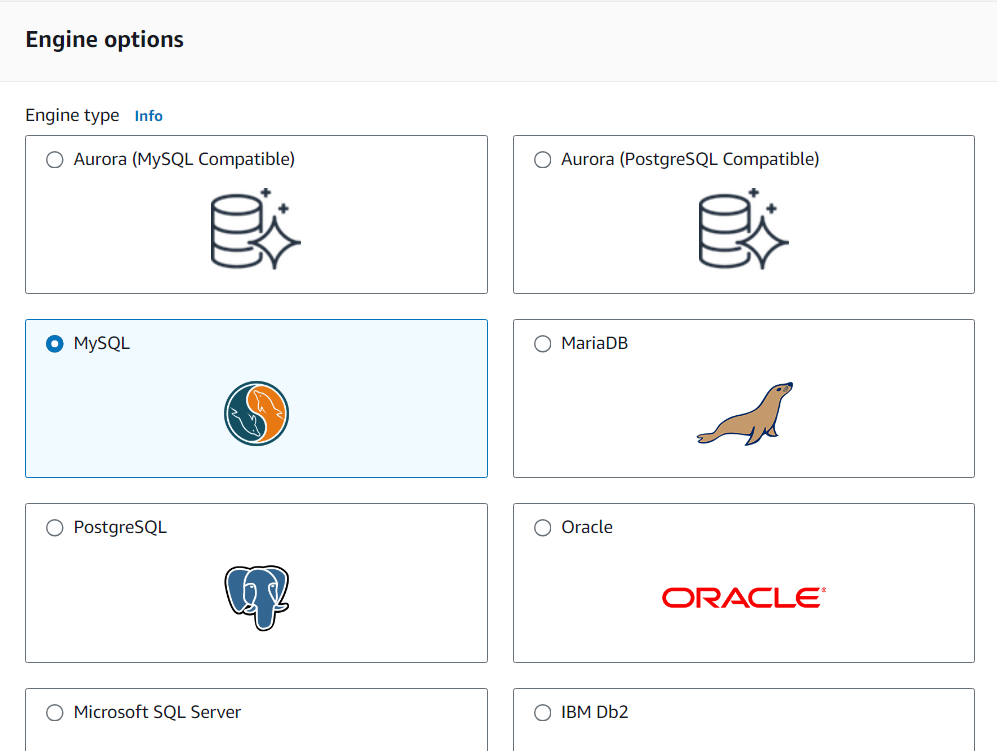 Engine options
Engine type Info
Aurora (MySQL Compatible)
Aurora (PostgreSQL Compatible)
MySQL
MariaDB
PostgreSQL
Oracle
ORACLE®
Microsoft SQL Server
IBM Db2